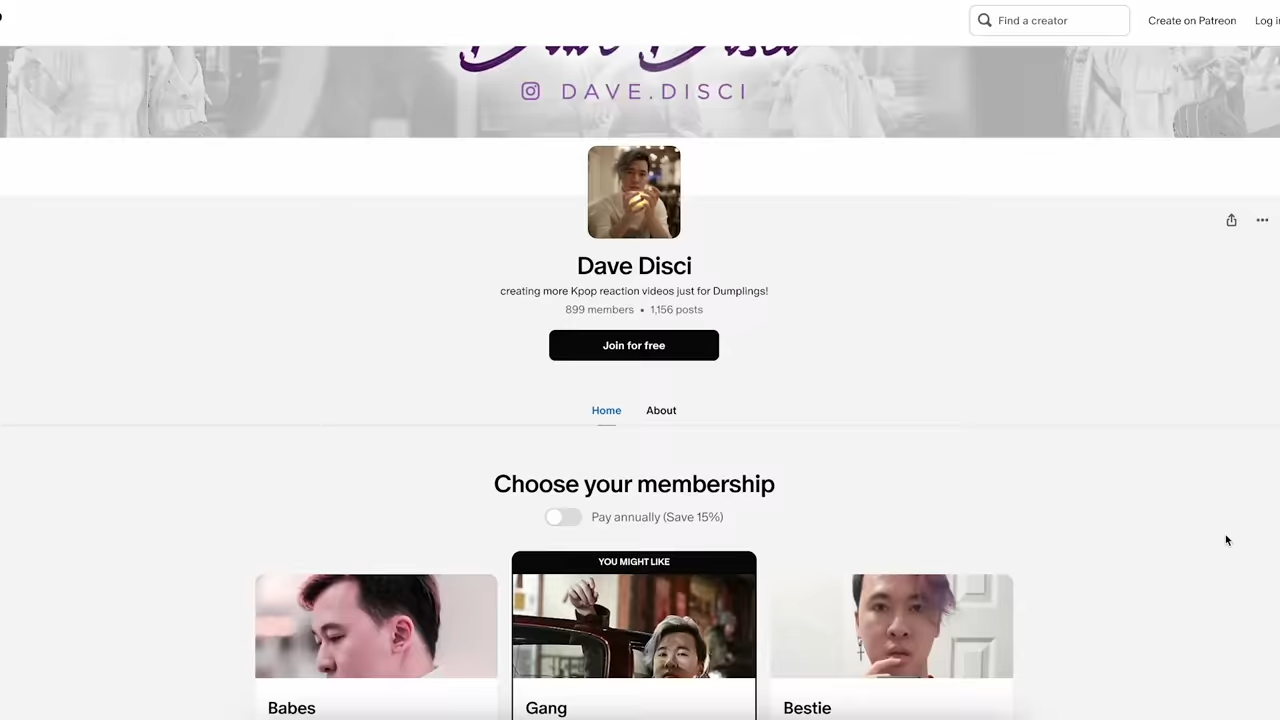 Find a creator
Create on Patreon
Dave Disci
DAVE.DISCI
Dave Disci
creating more Kpop reaction videos just for Dumplings!
899 members • 1,156 posts
Join for free
Home
About
Choose your membership
Pay annually (Save 15%)
YOU MIGHT LIKE
Babes
Gang
Bestie